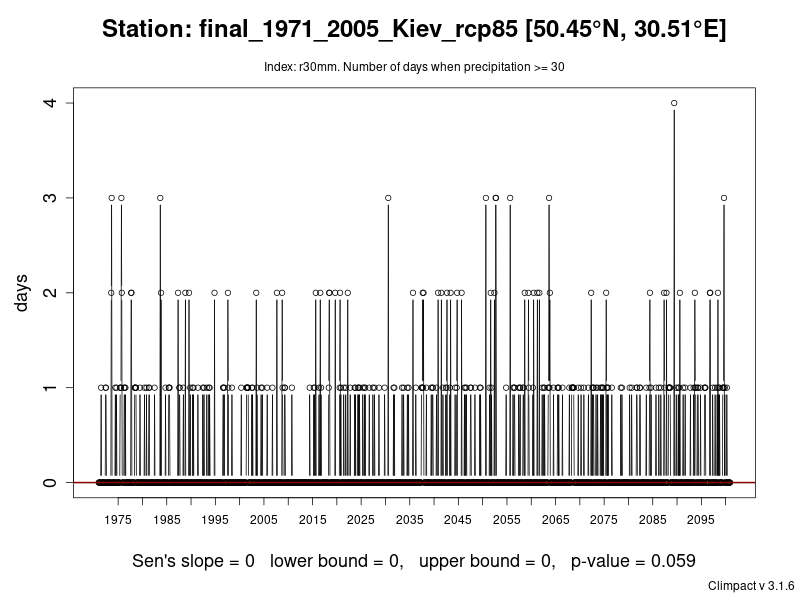 Station: final_1971_2005_Kiev_rcp85 [50.45°N, 30.51°E]
Index: r30mm. Number of days when precipitation >= 30
days
4
3
2
1
0
1975 1985 1995 2005 2015 2025 2035 2045 2055 2065 2075 2085 2095
Sen's slope = 0 lower bound = 0, upper bound = 0, p-value = 0.059
Climpact v 3.1.6